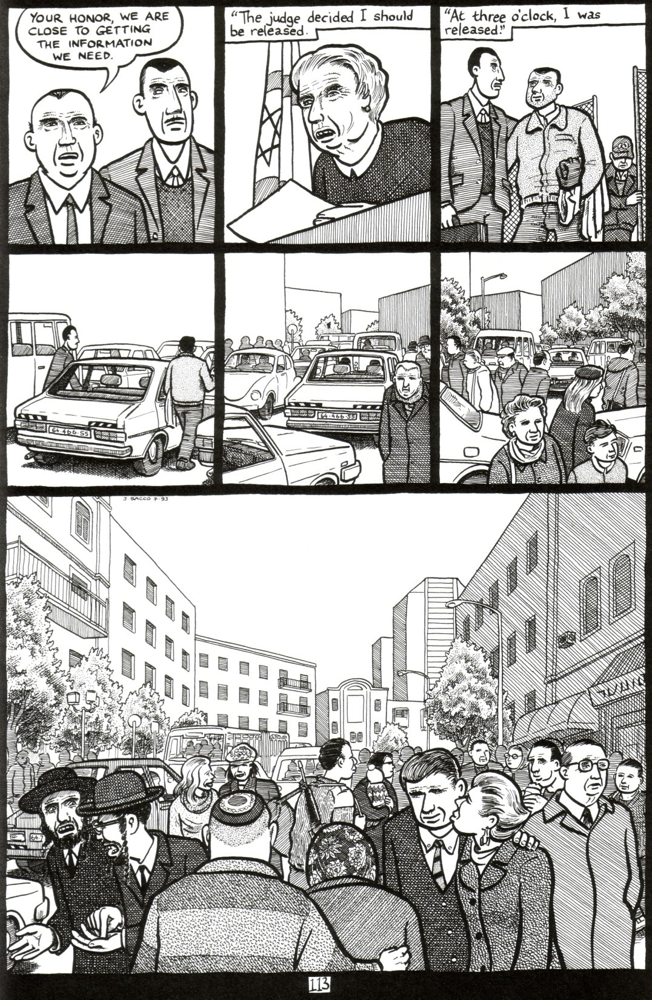 YOUR HONOR, WE ARE
CLOSE TO GETTING
THE INFORMATION
WE NEED.
“The judge decided I should
be released.
“At three o'clock, I was
released.”
64·466·55
64·466·55
J SACCO 7·93
64·
113